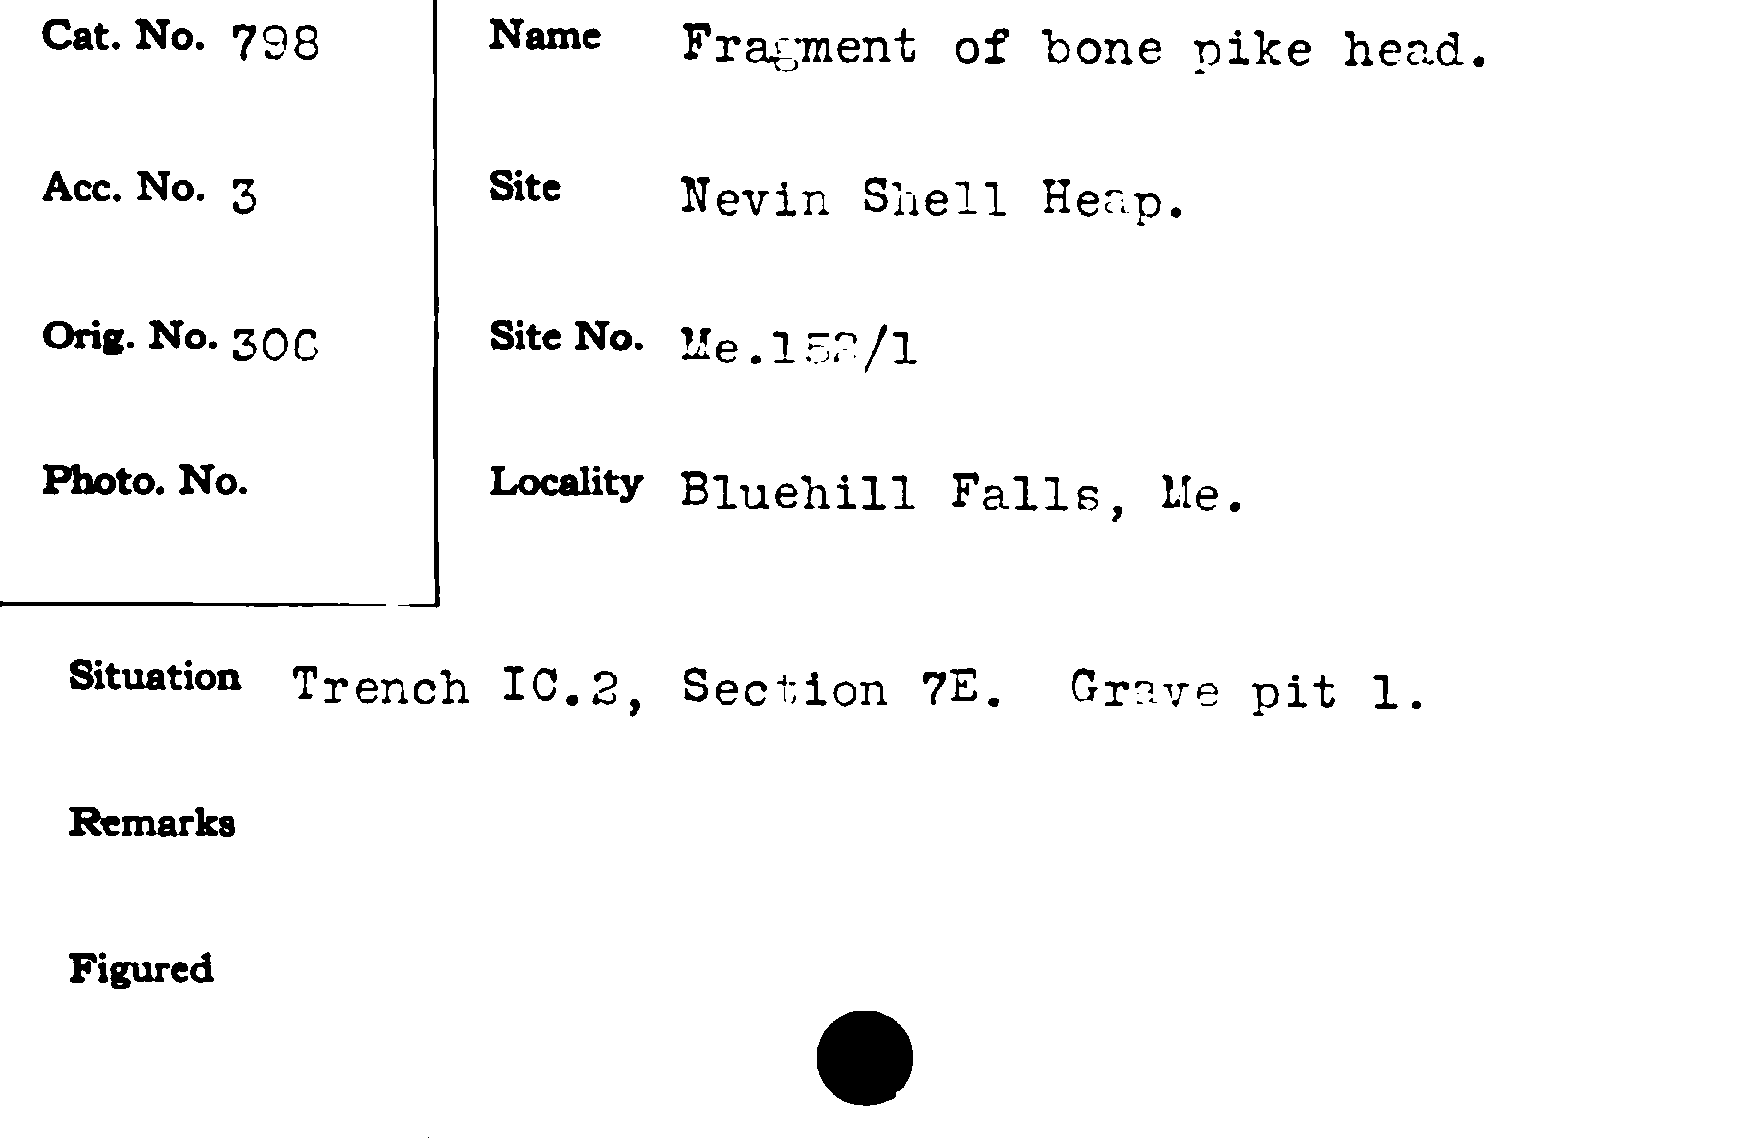 Cat. No. 798
Name Fragment of bone pike head.
Acc. No. 3
Site Nevin Shell Heap.
Orig. No. 300
Site No. Me.152/1
Photo. No.
Locality Bluehill Falls, Me.
Situation Trench IC.2, Section 7E. Grave pit 1.
Remarks
Figured